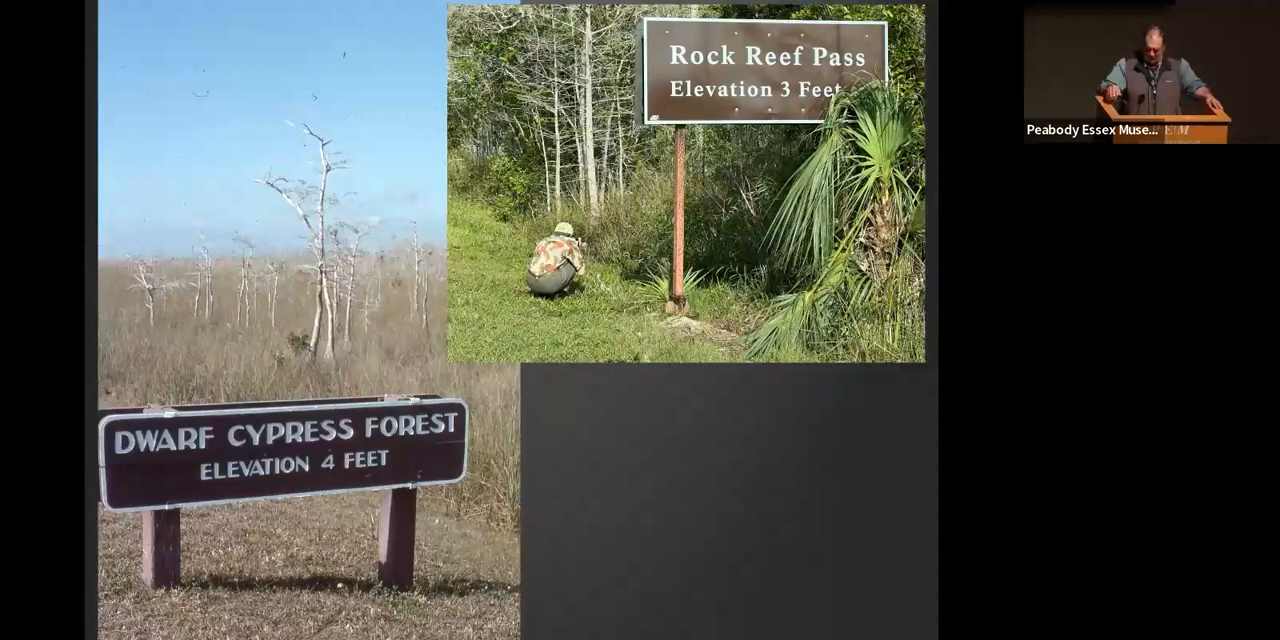 Rock Reef Pass
Elevation 3 Feet
DWARF CYPRESS FOREST
ELEVATION 4 FEET
Peabody Essex Muse...